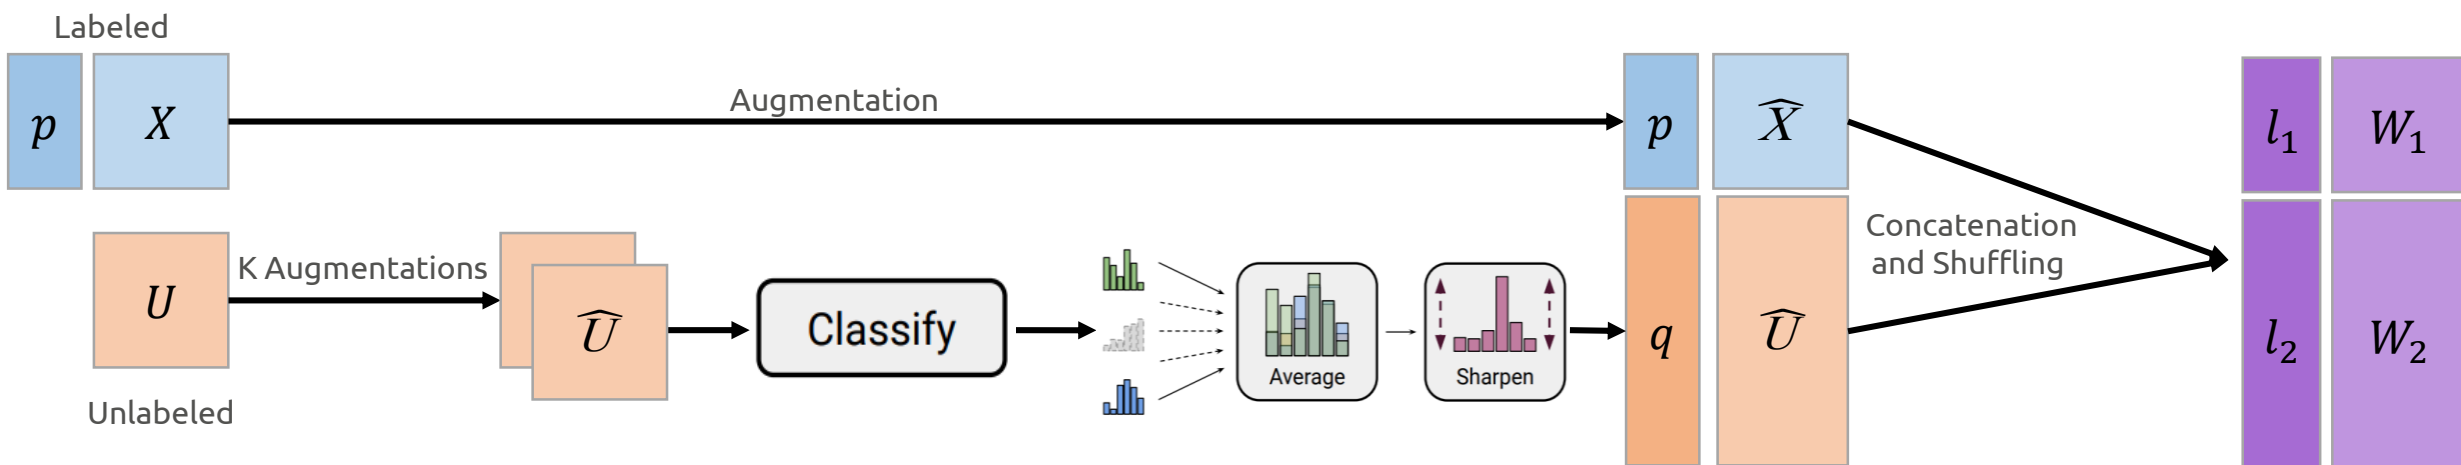 Labeled
p X
Augmentation
p X̂
l₁ W₁
U
K Augmentations
Û
Classify
Average
Sharpen
q Û
Concatenation
and Shuffling
l₂ W₂
Unlabeled